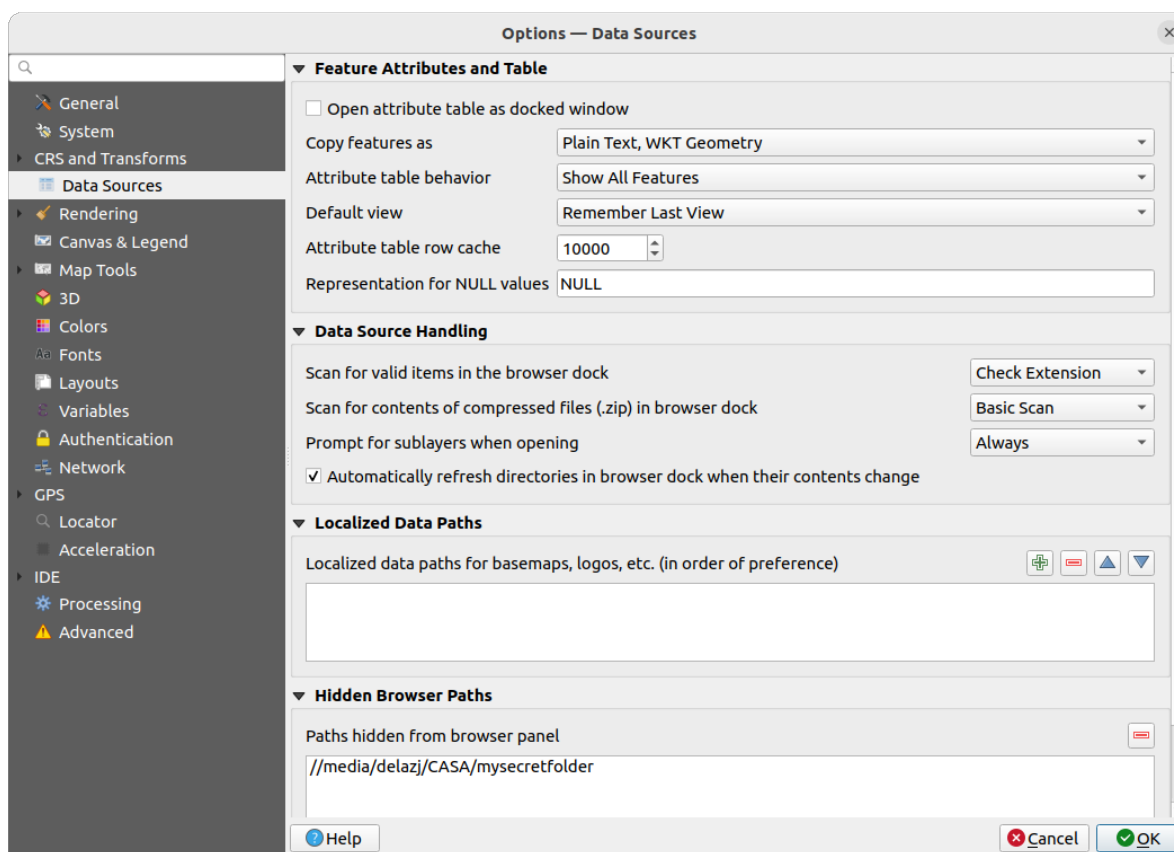 Options — Data Sources
General
System
CRS and Transforms
Data Sources
Rendering
Canvas & Legend
Map Tools
3D
Colors
Fonts
Layouts
Variables
Authentication
Network
GPS
Locator
Acceleration
IDE
Processing
Advanced
Feature Attributes and Table
Open attribute table as docked window
Copy features as Plain Text, WKT Geometry
Attribute table behavior Show All Features
Default view Remember Last View
Attribute table row cache 10000
Representation for NULL values NULL
Data Source Handling
Scan for valid items in the browser dock Check Extension
Scan for contents of compressed files (.zip) in browser dock Basic Scan
Prompt for sublayers when opening Always
Automatically refresh directories in browser dock when their contents change
Localized Data Paths
Localized data paths for basemaps, logos, etc. (in order of preference)
Hidden Browser Paths
Paths hidden from browser panel
//media/delazj/CASA/mysecretfolder
Help Cancel OK